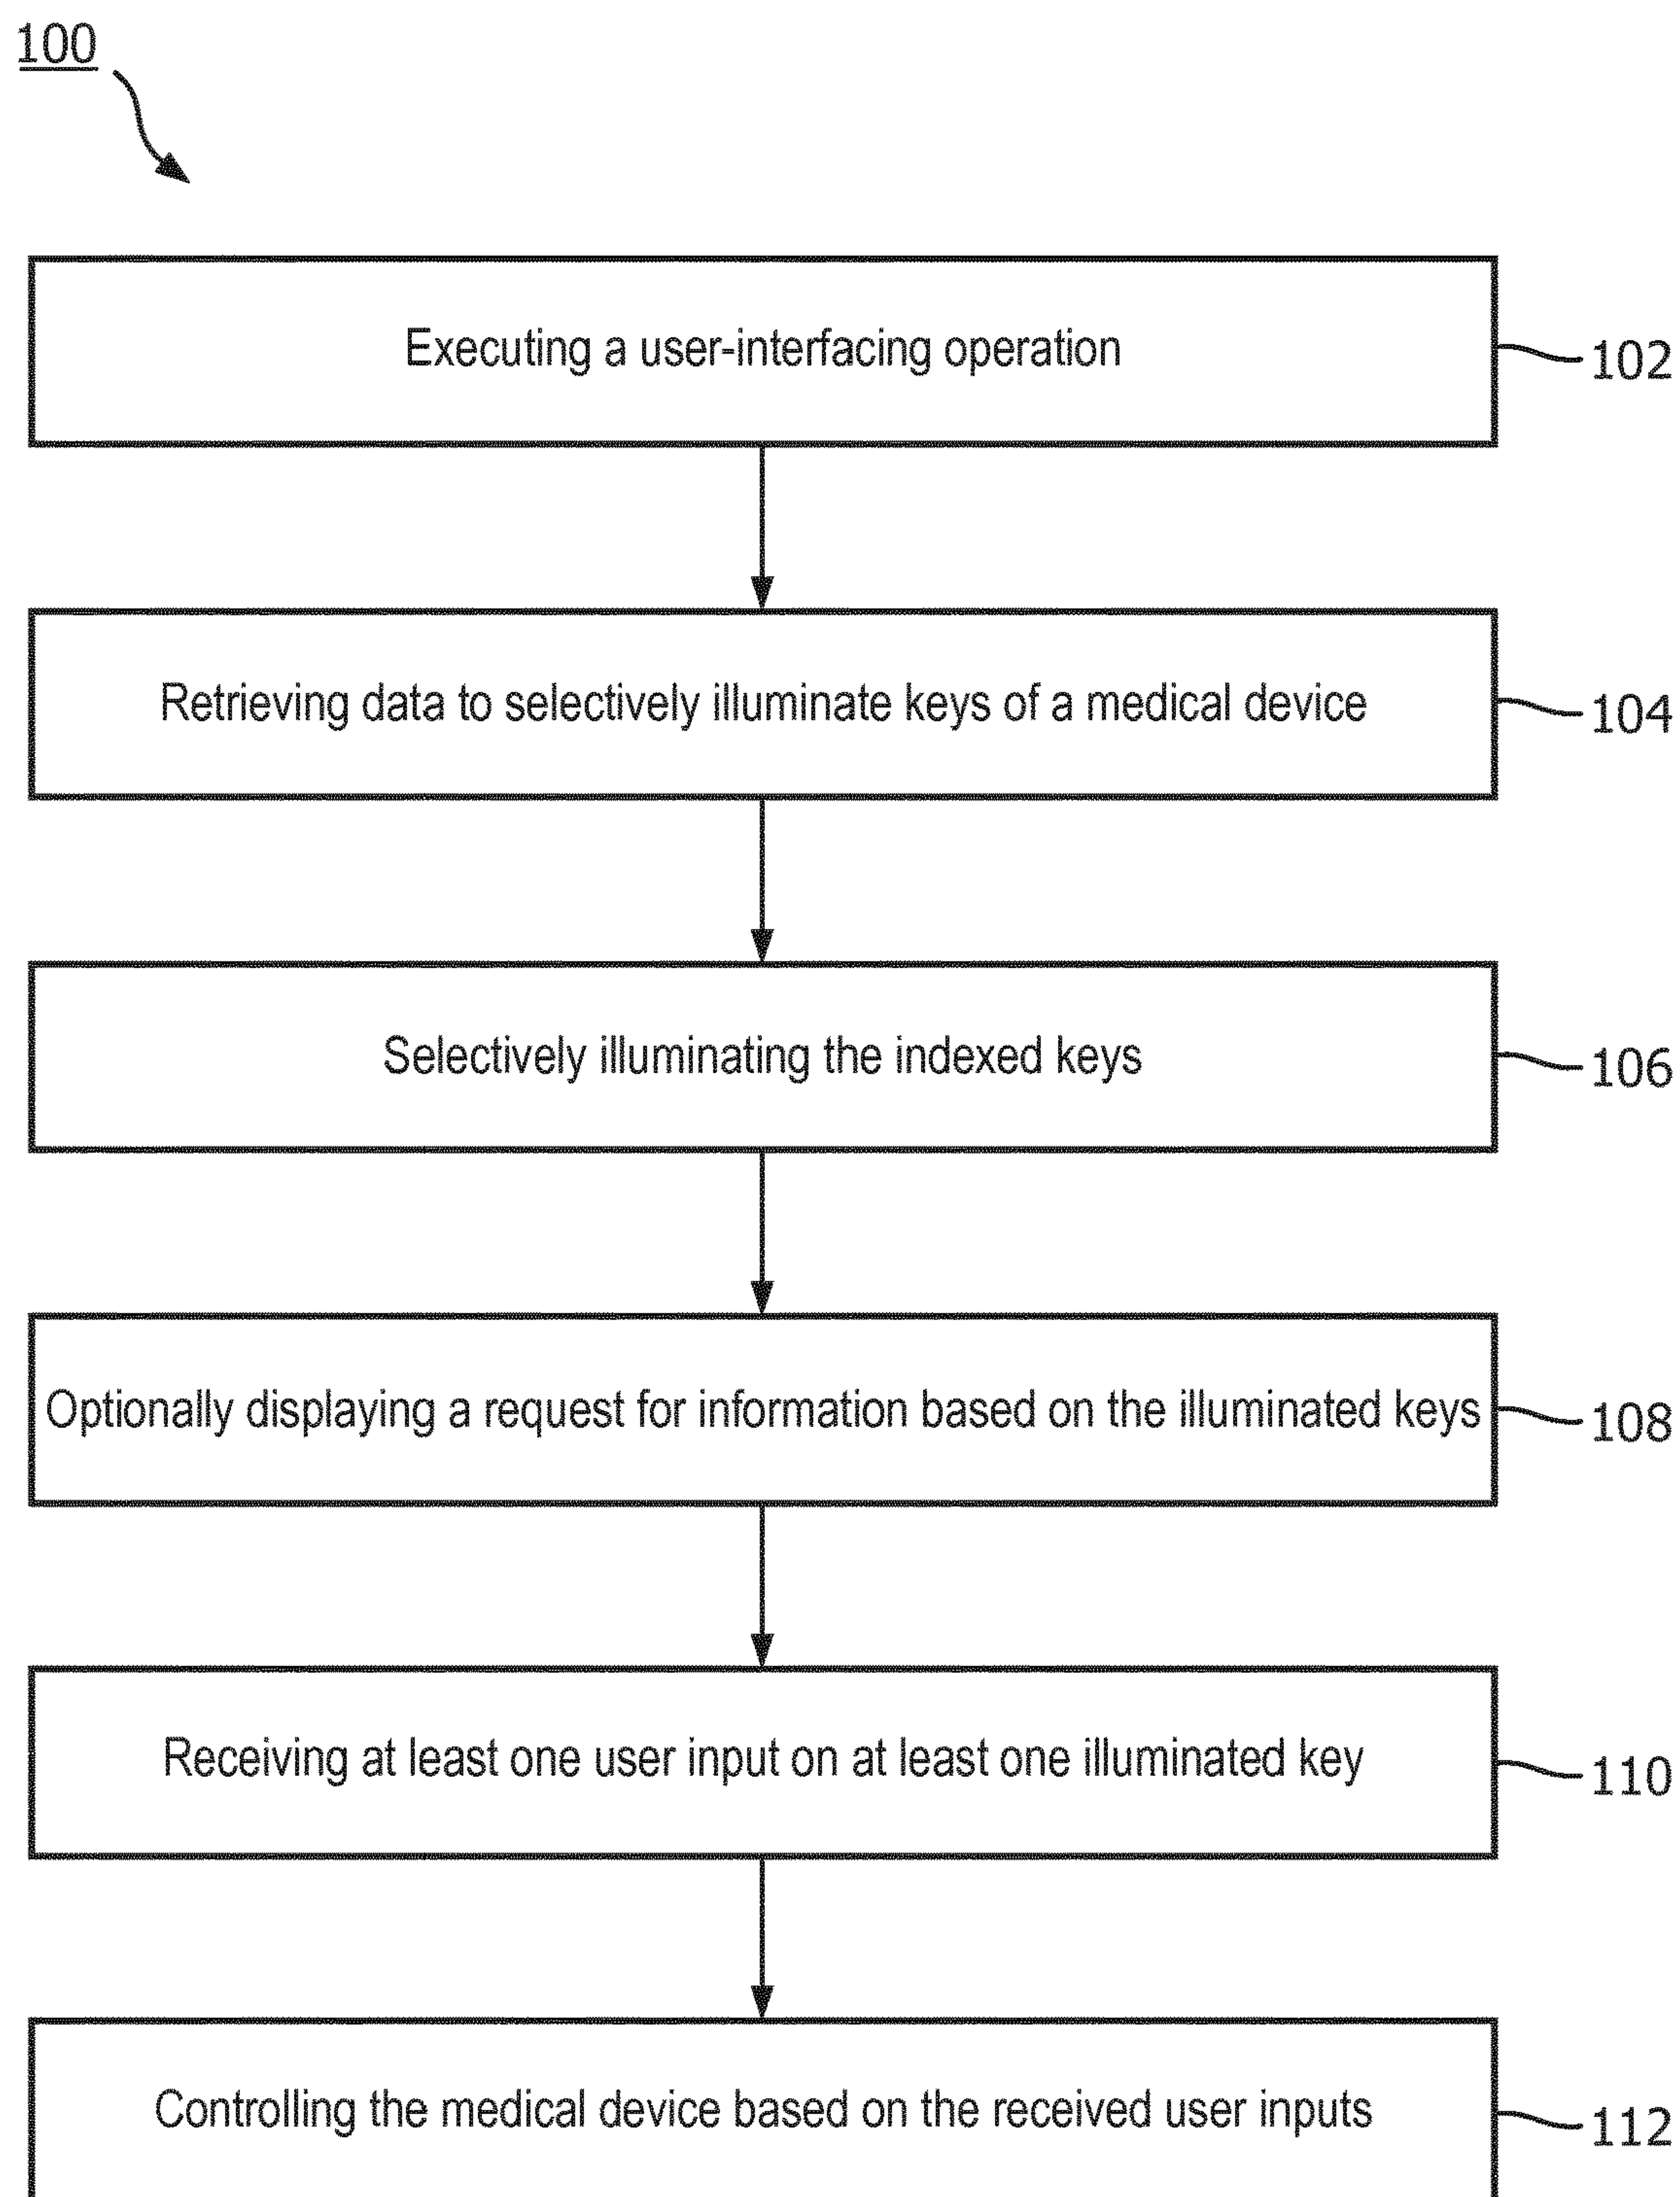 100
Executing a user-interfacing operation
102
Retrieving data to selectively illuminate keys of a medical device
104
Selectively illuminating the indexed keys
106
Optionally displaying a request for information based on the illuminated keys
108
Receiving at least one user input on at least one illuminated key
110
Controlling the medical device based on the received user inputs
112